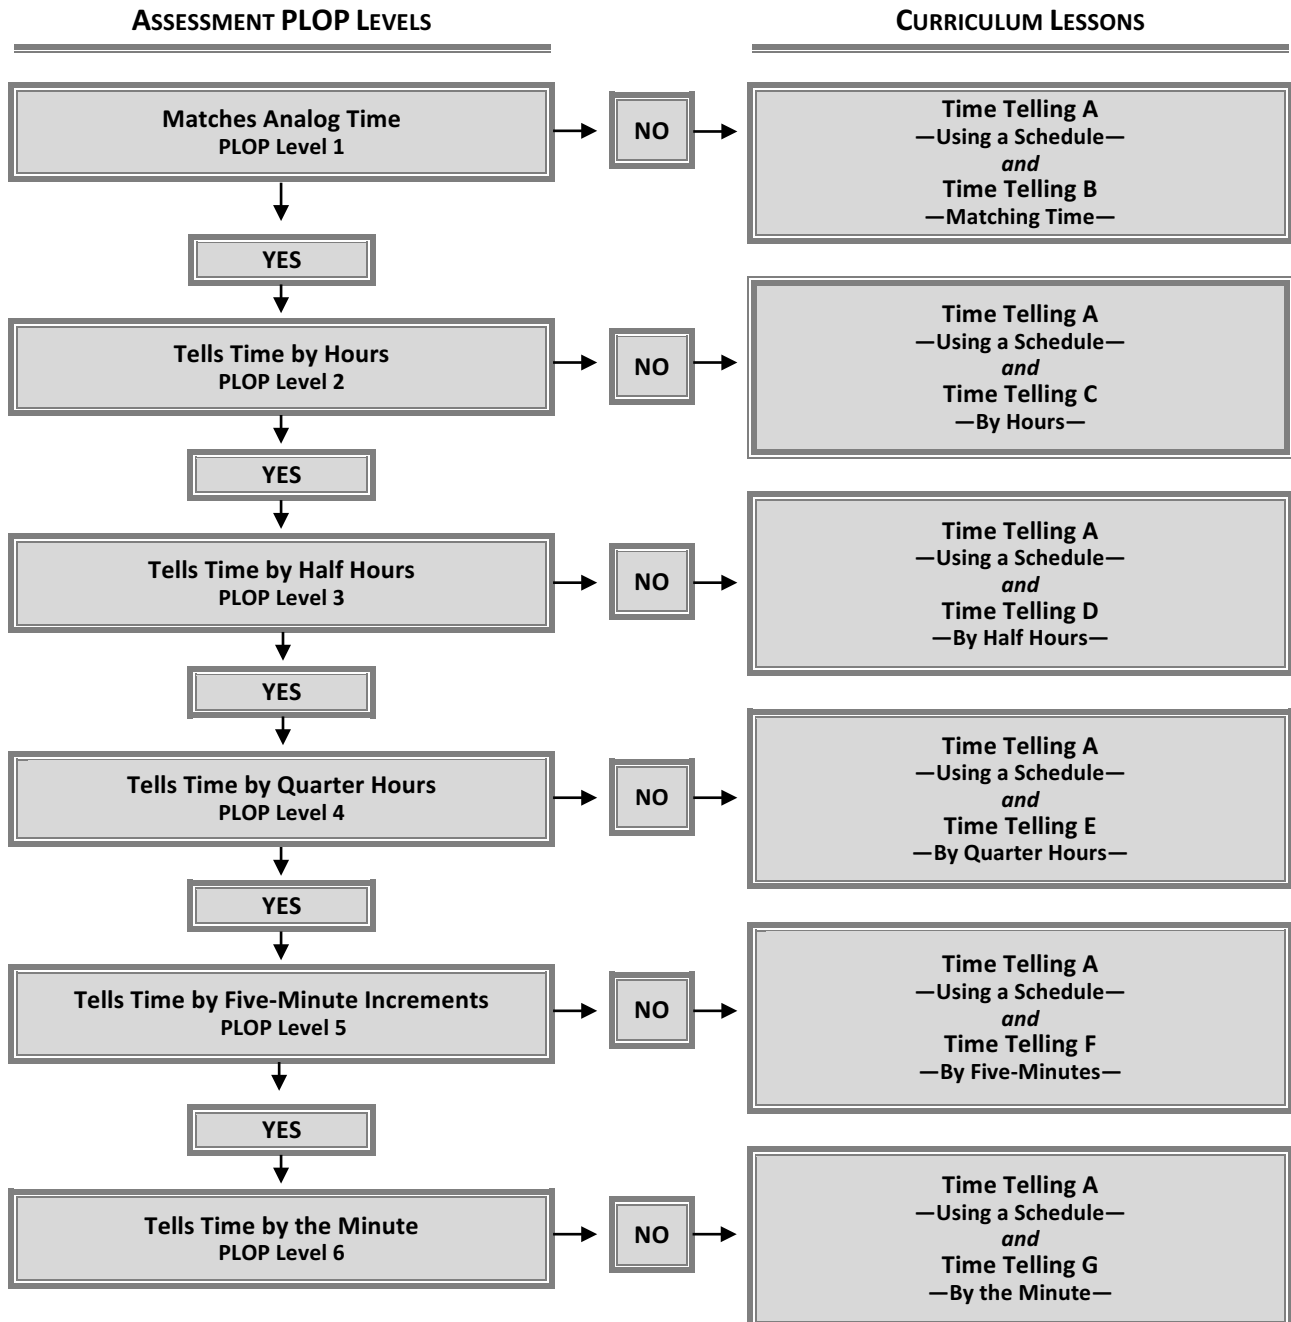 ASSESSMENT PLOP LEVELS
CURRICULUM LESSONS
Matches Analog Time
PLOP Level 1
NO
Time Telling A
—Using a Schedule—
and
Time Telling B
—Matching Time—
YES
Tells Time by Hours
PLOP Level 2
NO
Time Telling A
—Using a Schedule—
and
Time Telling C
—By Hours—
YES
Tells Time by Half Hours
PLOP Level 3
NO
Time Telling A
—Using a Schedule—
and
Time Telling D
—By Half Hours—
YES
Tells Time by Quarter Hours
PLOP Level 4
NO
Time Telling A
—Using a Schedule—
and
Time Telling E
—By Quarter Hours—
YES
Tells Time by Five-Minute Increments
PLOP Level 5
NO
Time Telling A
—Using a Schedule—
and
Time Telling F
—By Five-Minutes—
YES
Tells Time by the Minute
PLOP Level 6
NO
Time Telling A
—Using a Schedule—
and
Time Telling G
—By the Minute—